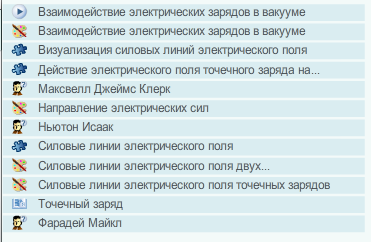 Взаимодействие электрических зарядов в вакууме
Взаимодействие электрических зарядов в вакууме
Визуализация силовых линий электрического поля
Действие электрического поля точечного заряда на...
Максвелл Джеймс Клерк
Направление электрических сил
Ньютон Исаак
Силовые линии электрического поля
Силовые линии электрического поля двух...
Силовые линии электрического поля точечных зарядов
Точечный заряд
Фарадей Майкл